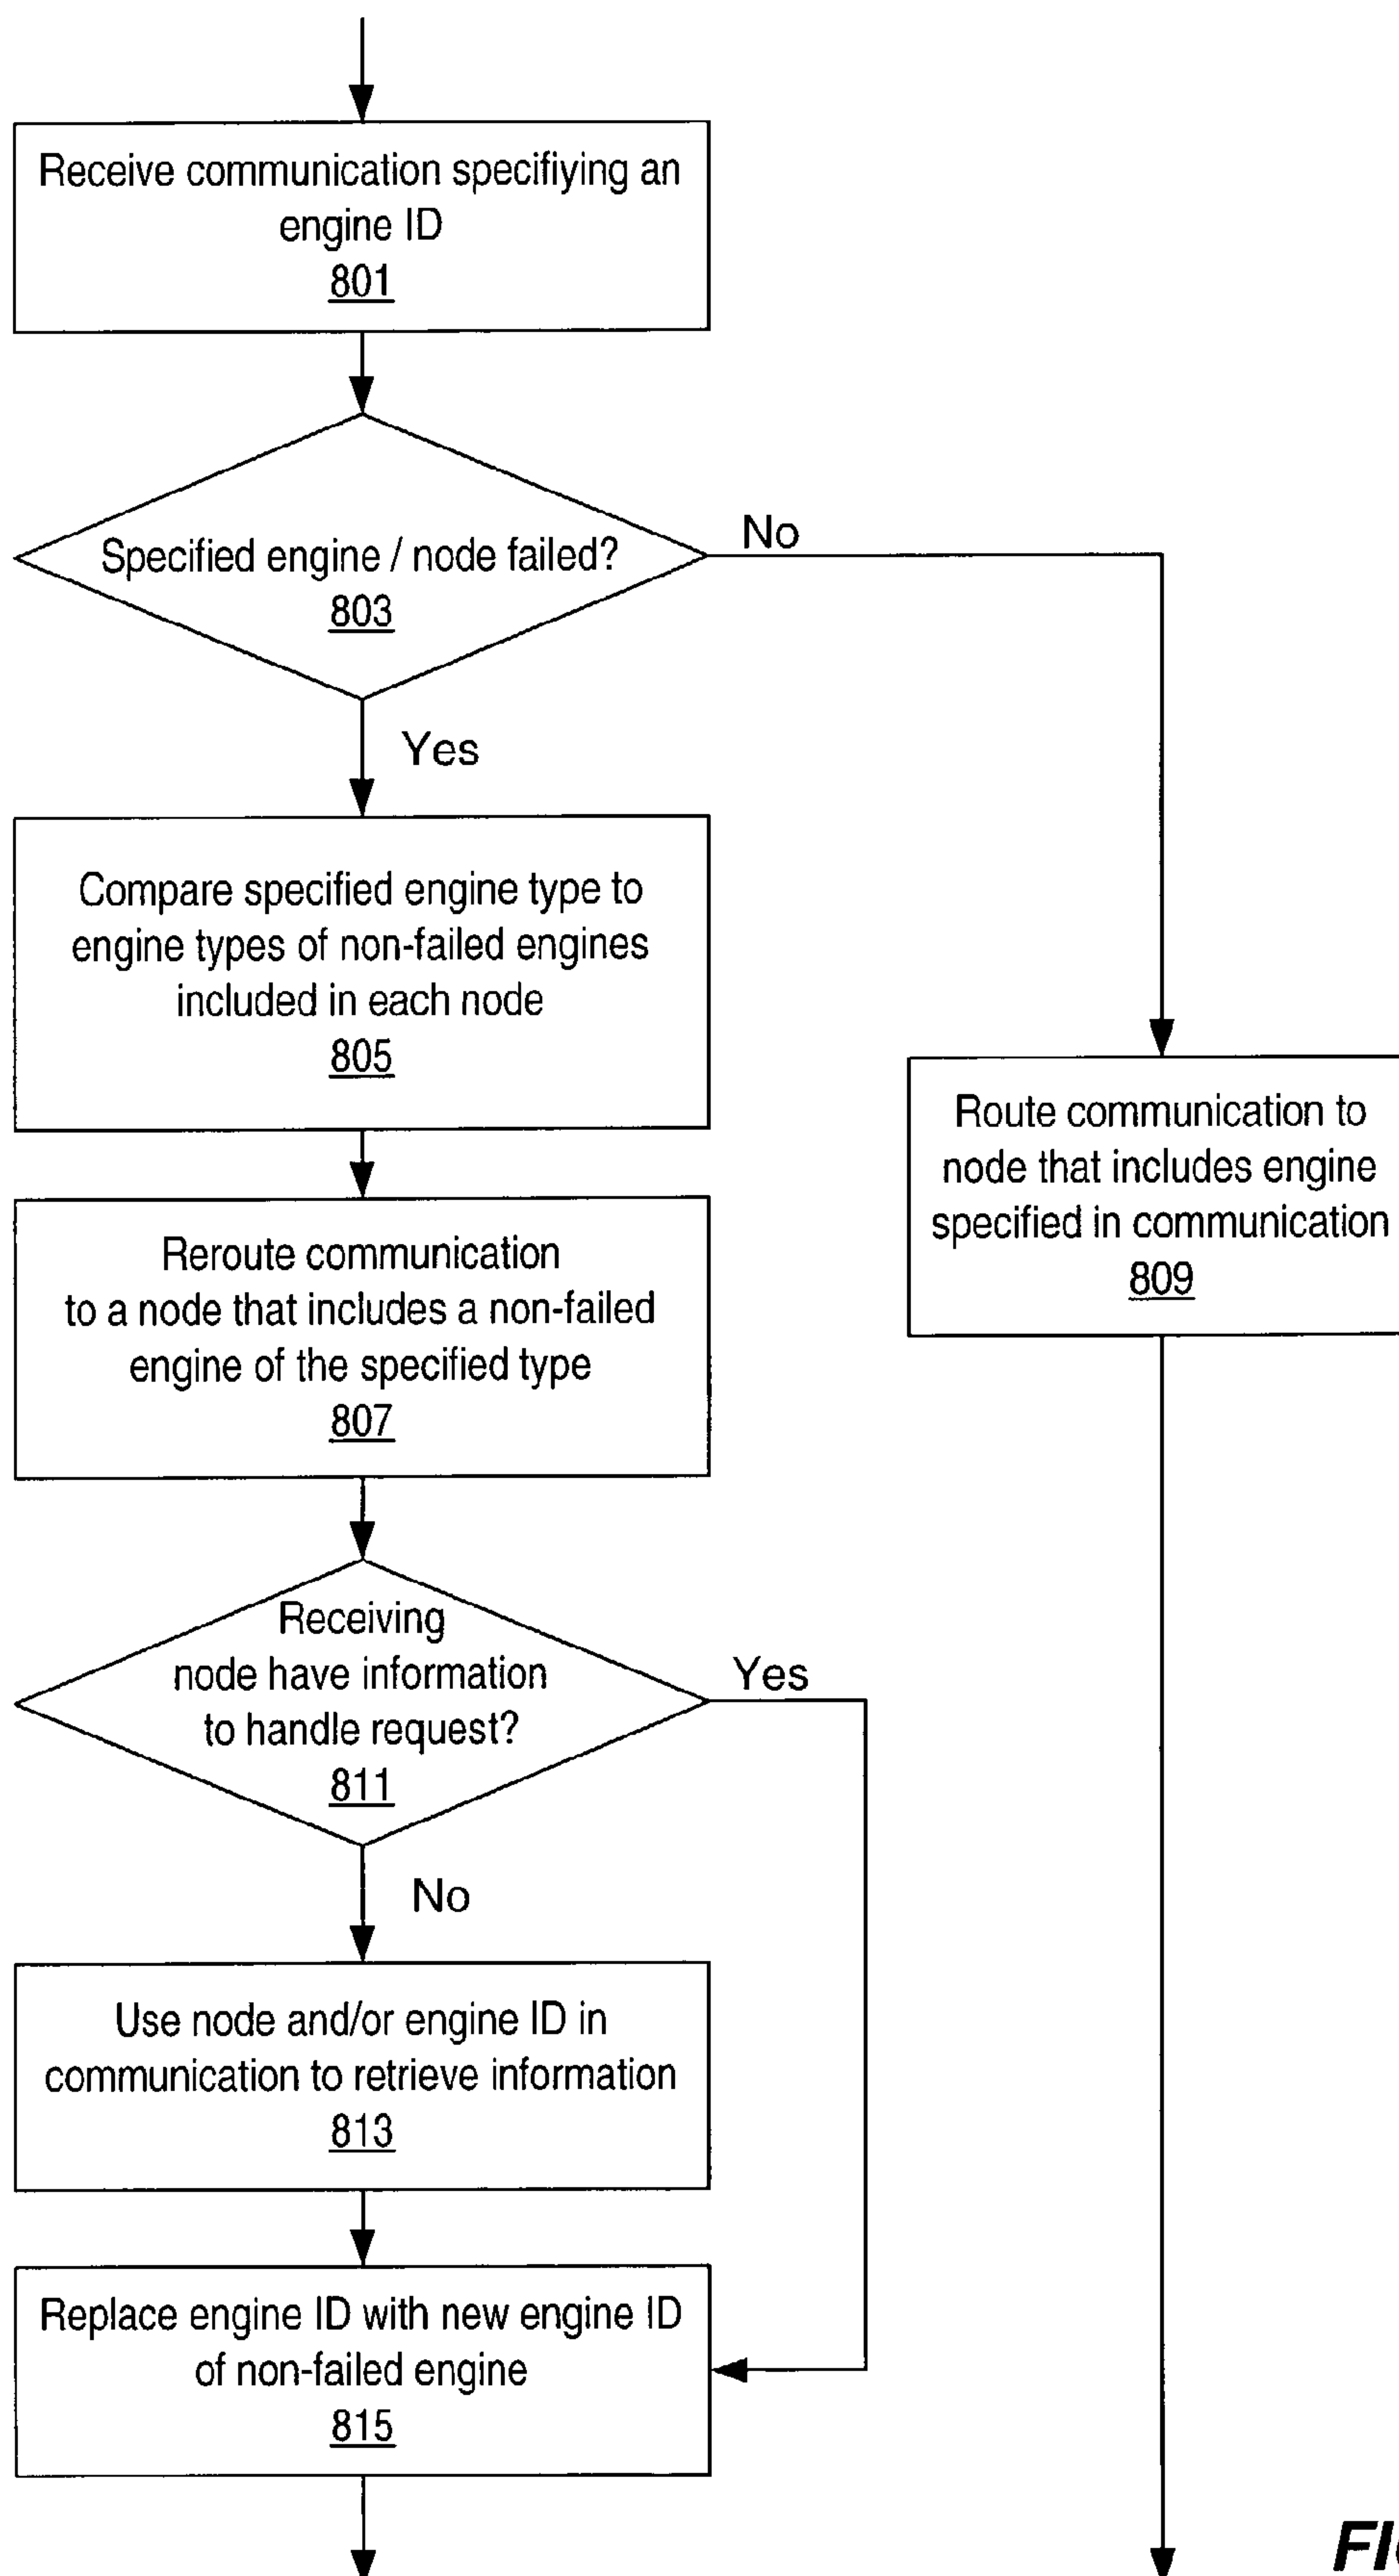 Receive communication specifiying an
engine ID
801
Specified engine / node failed?
803
No
Yes
Compare specified engine type to
engine types of non-failed engines
included in each node
805
Route communication to
node that includes engine
specified in communication
809
Reroute communication
to a node that includes a non-failed
engine of the specified type
807
Receiving
node have information
to handle request?
811
Yes
No
Use node and/or engine ID in
communication to retrieve information
813
Replace engine ID with new engine ID
of non-failed engine
815